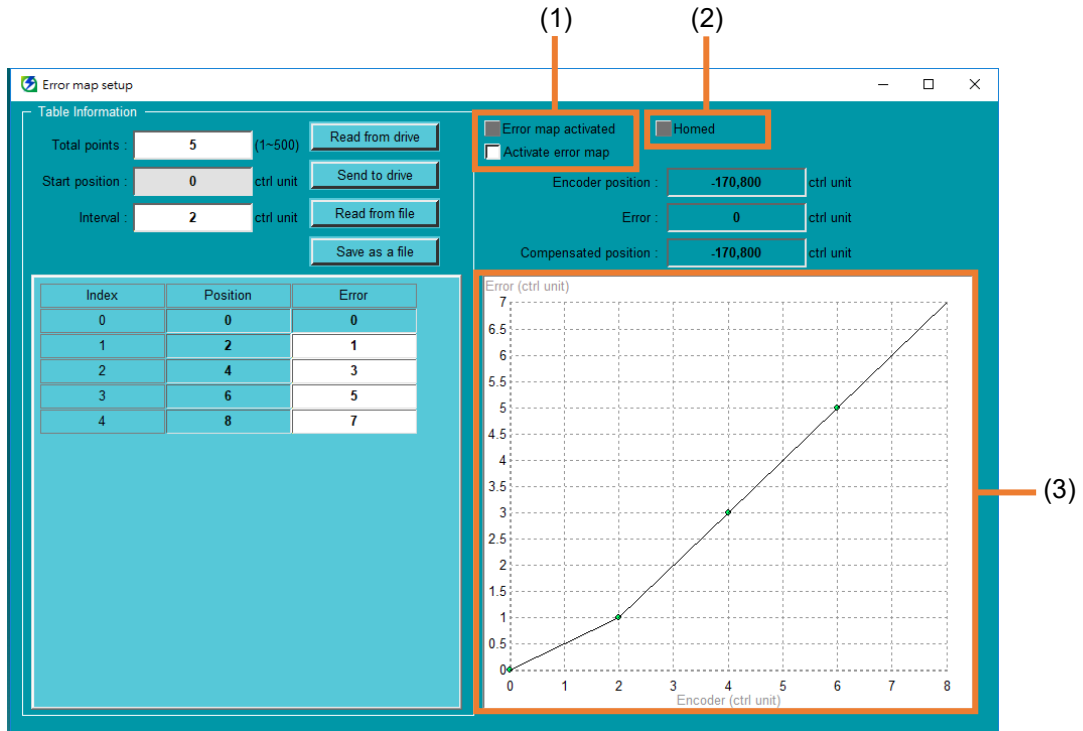 (1)
(2)
Error map setup
Table Information
Total points : 5 (1~500) Read from drive
Start position : 0 ctrl unit Send to drive
Interval : 2 ctrl unit Read from file
Save as a file
Error map activated
Activate error map
Homed
Encoder position : -170,800 ctrl unit
Error : 0 ctrl unit
Compensated position : -170,800 ctrl unit
Index Position Error
0 0 0
1 2 1
2 4 3
3 6 5
4 8 7
Error (ctrl unit)
7
6.5
6
5.5
5
4.5
4
3.5
3
2.5
2
1.5
1
0.5
0
0 1 2 3 4 5 6 7 8
Encoder (ctrl unit)
(3)